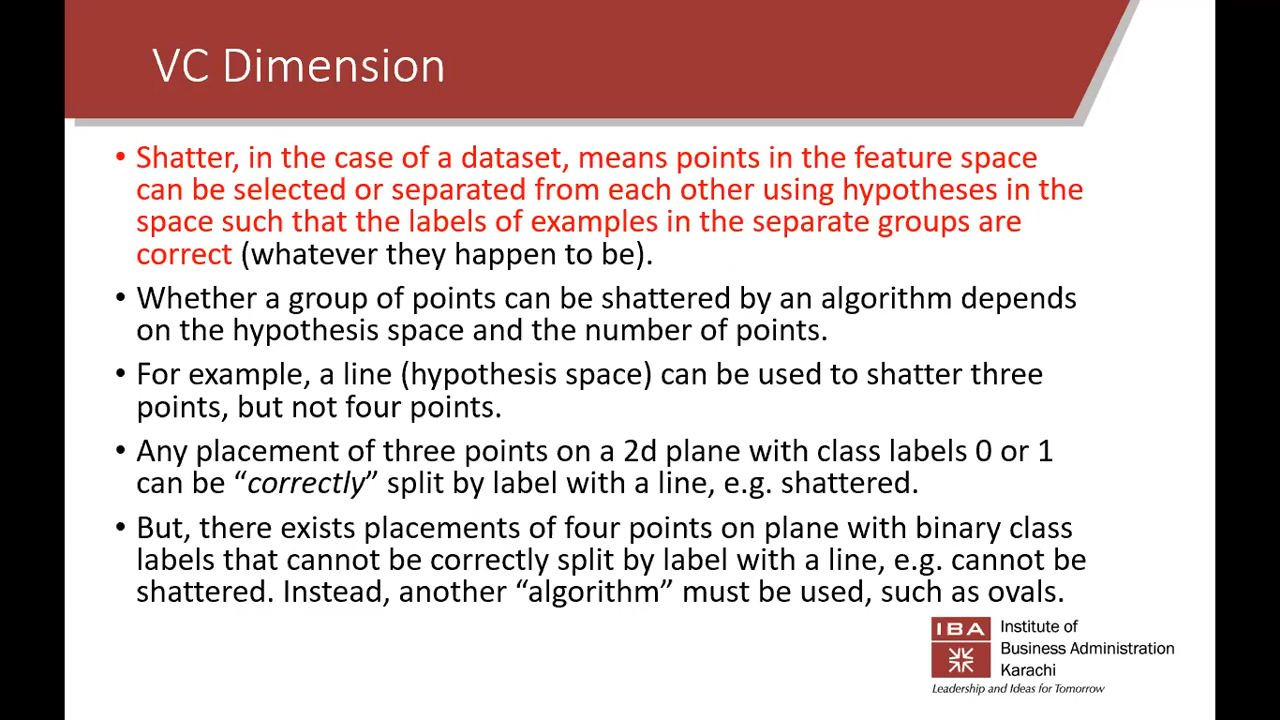 VC Dimension
• Shatter, in the case of a dataset, means points in the feature space
can be selected or separated from each other using hypotheses in the
space such that the labels of examples in the separate groups are
correct (whatever they happen to be).
• Whether a group of points can be shattered by an algorithm depends
on the hypothesis space and the number of points.
• For example, a line (hypothesis space) can be used to shatter three
points, but not four points.
• Any placement of three points on a 2d plane with class labels 0 or 1
can be “correctly” split by label with a line, e.g. shattered.
• But, there exists placements of four points on plane with binary class
labels that cannot be correctly split by label with a line, e.g. cannot be
shattered. Instead, another “algorithm” must be used, such as ovals.
IBA
Institute of
Business Administration
Karachi
Leadership and Ideas for Tomorrow